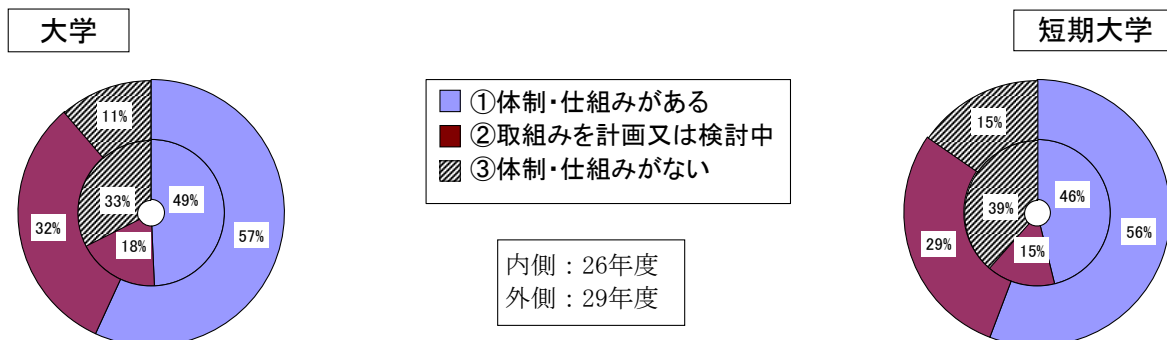 大学
短期大学
①体制・仕組みがある
②取組みを計画又は検討中
③体制・仕組みがない
11%
33%
49%
32%
18%
57%
15%
39%
46%
29%
15%
56%
内側：26年度
外側：29年度